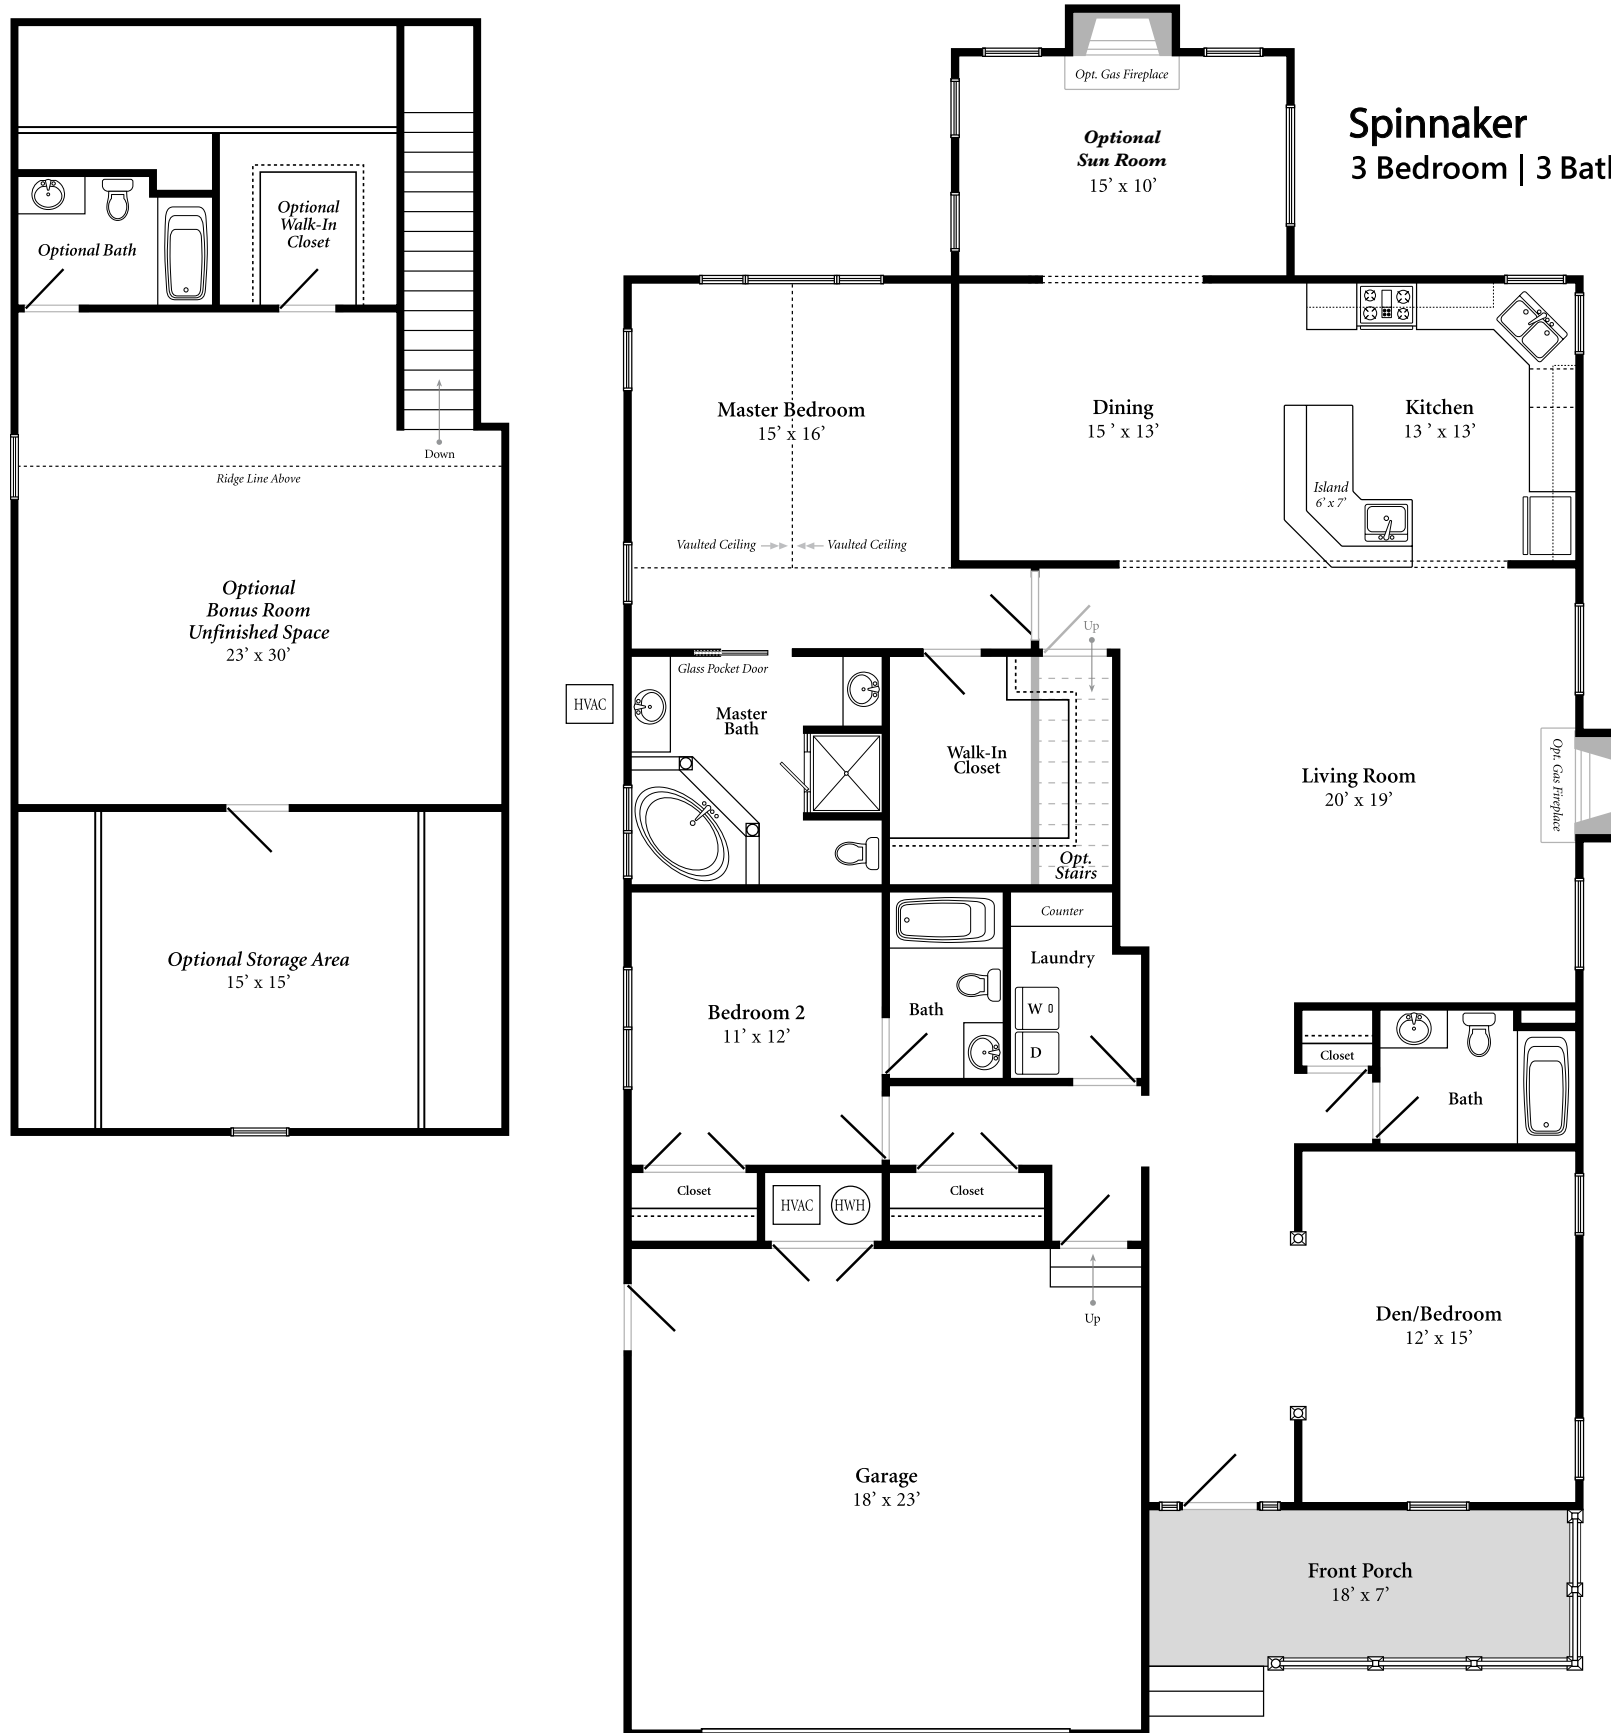 Spinnaker
3 Bedroom | 3 Bath
Opt. Gas Fireplace
Optional
Sun Room
15’ x 10’
Optional Bath
Optional
Walk-In
Closet
Down
Ridge Line Above
Optional
Bonus Room
Unfinished Space
23’ x 30’
Optional Storage Area
15’ x 15’
Master Bedroom
15’ x 16’
Vaulted Ceiling
Vaulted Ceiling
Dining
15 ’ x 13’
Kitchen
13 ’ x 13’
Island
6’ x 7’
Up
Glass Pocket Door
HVAC
Master
Bath
Walk-In
Closet
Opt.
Stairs
Living Room
20’ x 19’
Opt. Gas Fireplace
Counter
Laundry
W
D
Bath
Bedroom 2
11’ x 12’
Closet
Bath
Closet
HVAC
HWH
Closet
Up
Den/Bedroom
12’ x 15’
Garage
18’ x 23’
Front Porch
18’ x 7’